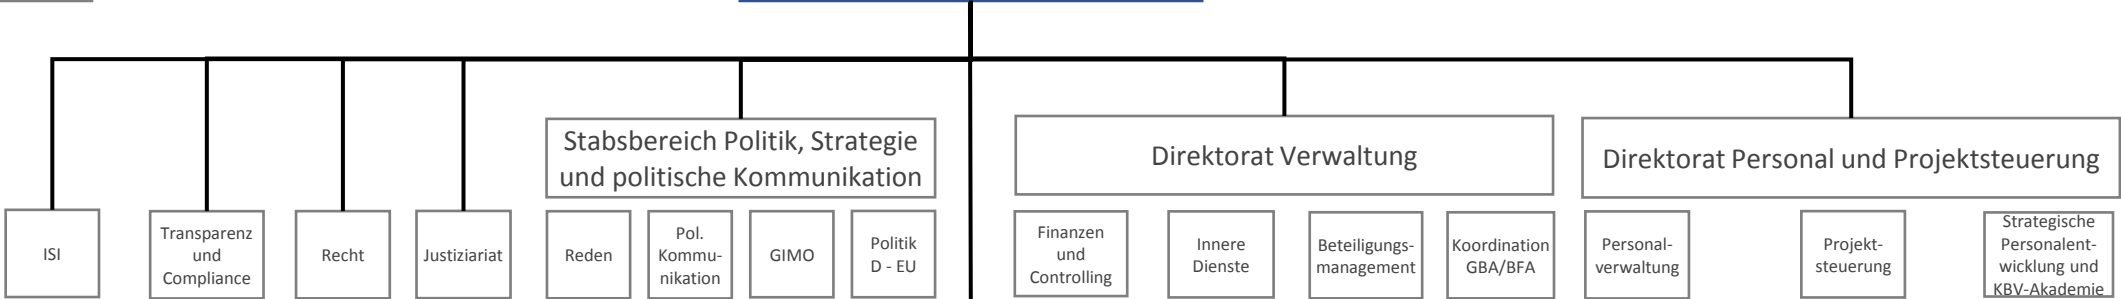 Stabsbereich Politik, Strategie
und politische Kommunikation
Direktorat Verwaltung
Direktorat Personal und Projektsteuerung
ISI
Transparenz
und
Compliance
Recht
Justiziariat
Reden
Pol.
Kommu-
nikation
GIMO
Politik
D - EU
Finanzen
und
Controlling
Innere
Dienste
Beteiligungs-
management
Koordination
GBA/BFA
Personal-
verwaltung
Projekt-
steuerung
Strategische
Personalent-
wicklung und
KBV-Akademie